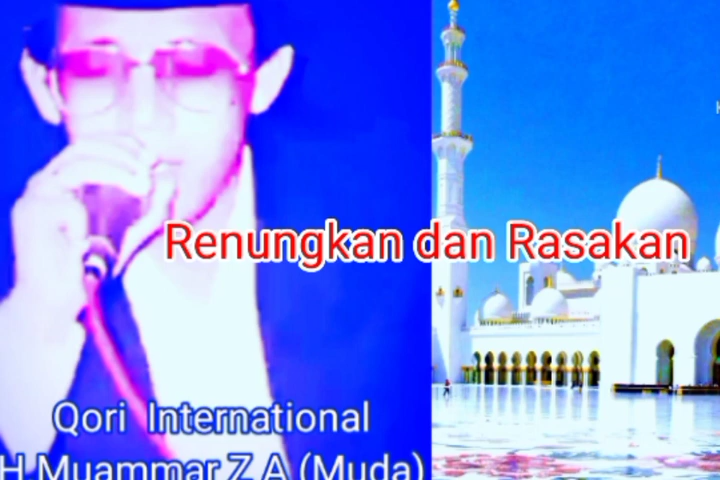 Renungkan dan Rasakan
Qori International
H.Muammar Z A (Muda)